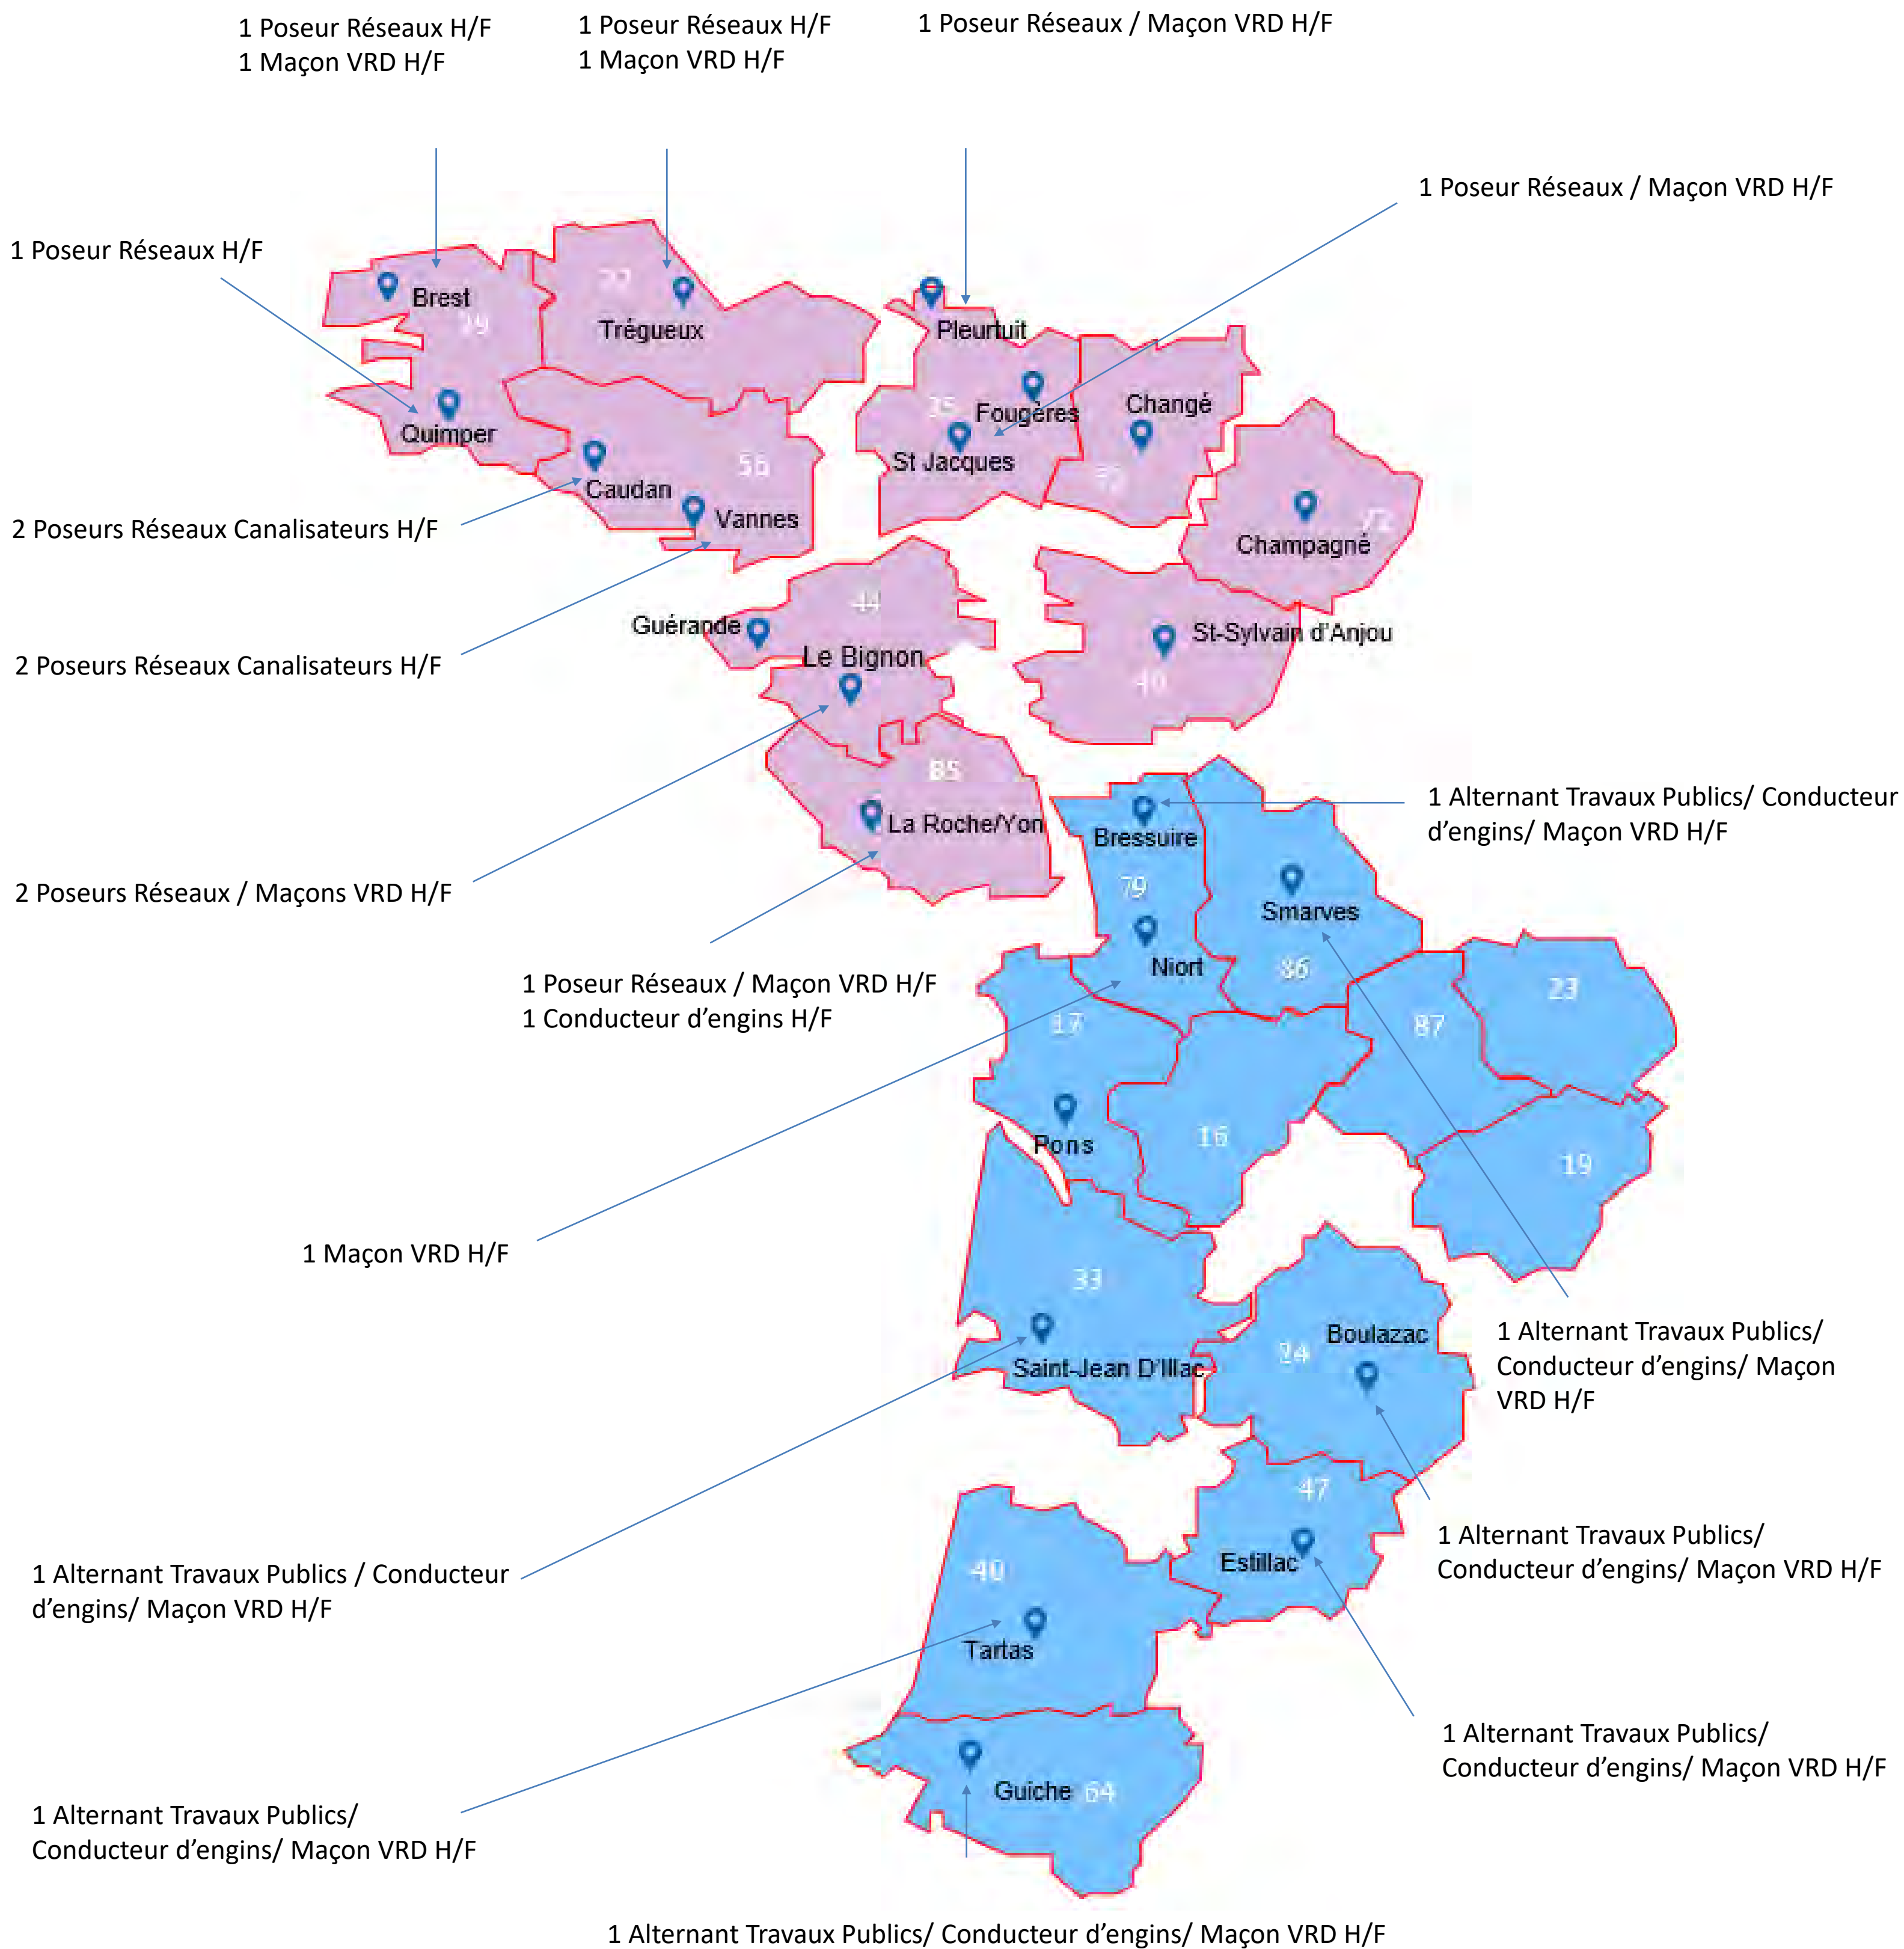 1 Poseur Réseaux H/F
1 Maçon VRD H/F
1 Poseur Réseaux H/F
1 Maçon VRD H/F
1 Poseur Réseaux / Maçon VRD H/F
1 Poseur Réseaux / Maçon VRD H/F
1 Poseur Réseaux H/F
Brest
29
22
Trégueux
Pleurtuit
35
Fougères
Changé
Quimper
St Jacques
53
Caudan
56
Vannes
72
Champagné
2 Poseurs Réseaux Canalisateurs H/F
44
Guérande
St-Sylvain d'Anjou
2 Poseurs Réseaux Canalisateurs H/F
Le Bignon
49
85
La Roche/Yon
1 Alternant Travaux Publics/ Conducteur
d'engins/ Maçon VRD H/F
Bressuire
79
2 Poseurs Réseaux / Maçons VRD H/F
Smarves
Niort
86
1 Poseur Réseaux / Maçon VRD H/F
1 Conducteur d'engins H/F
23
17
87
Pons
16
19
1 Maçon VRD H/F
33
Saint-Jean D'Illac
Boulazac
24
1 Alternant Travaux Publics/
Conducteur d'engins/ Maçon
VRD H/F
47
Estillac
1 Alternant Travaux Publics/
Conducteur d'engins/ Maçon VRD H/F
1 Alternant Travaux Publics / Conducteur
d'engins/ Maçon VRD H/F
40
Tartas
1 Alternant Travaux Publics/
Conducteur d'engins/ Maçon VRD H/F
Guiche
64
1 Alternant Travaux Publics/
Conducteur d'engins/ Maçon VRD H/F
1 Alternant Travaux Publics/ Conducteur d'engins/ Maçon VRD H/F